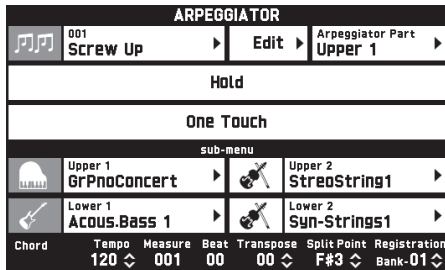 ARPEGGIATOR
001
Screw Up
Edit
Arpeggiator Part
Upper 1
Hold
One Touch
sub-menu
Upper 1
GrPnoConcert
Upper 2
StreoString1
Lower 1
Acous.Bass 1
Lower 2
Syn-Strings1
Chord Tempo Measure Beat Transpose Split Point Registration
120 001 00 00 F#3 Bank-01